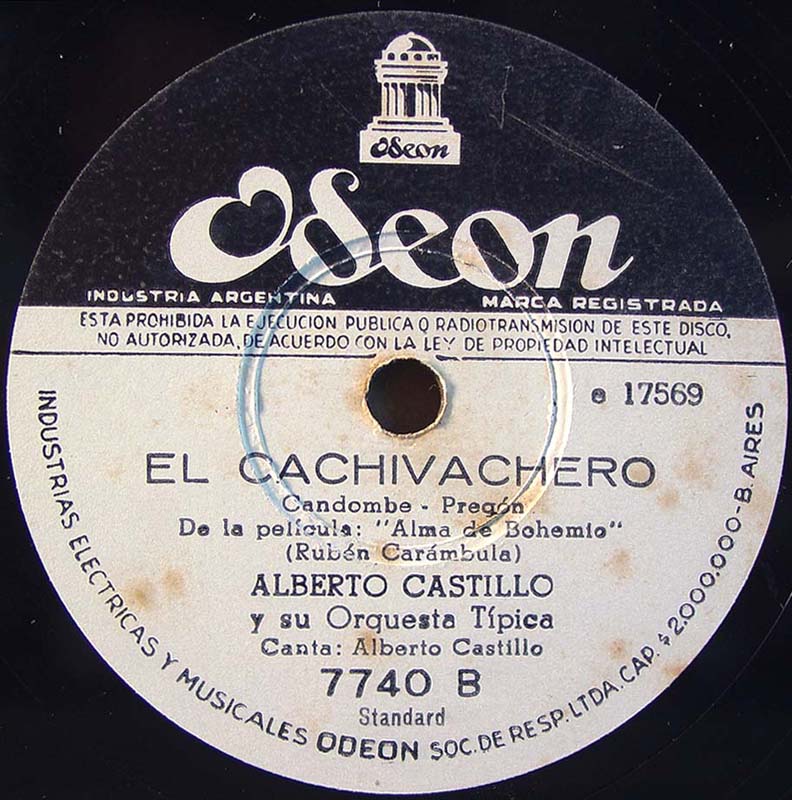 Odeon
Odeon
INDUSTRIA ARGENTINA MARCA REGISTRADA
ESTA PROHIBIDA LA EJECUCION PUBLICA O RADIOTRANSMISION DE ESTE DISCO,
NO AUTORIZADA, DE ACUERDO CON LA LEY DE PROPIEDAD INTELECTUAL
e 17569
EL CACHIVACHERO
Candombe - Pregón
De la película: "Alma de Bohemio"
(Rubén Carámbula)
ALBERTO CASTILLO
y su Orquesta Típica
Canta: Alberto Castillo
7740 B
Standard
INDUSTRIAS ELECTRICAS Y MUSICALES ODEON SOC. DE RESP. LTDA. CAP. $ 2.000.000-B. AIRES